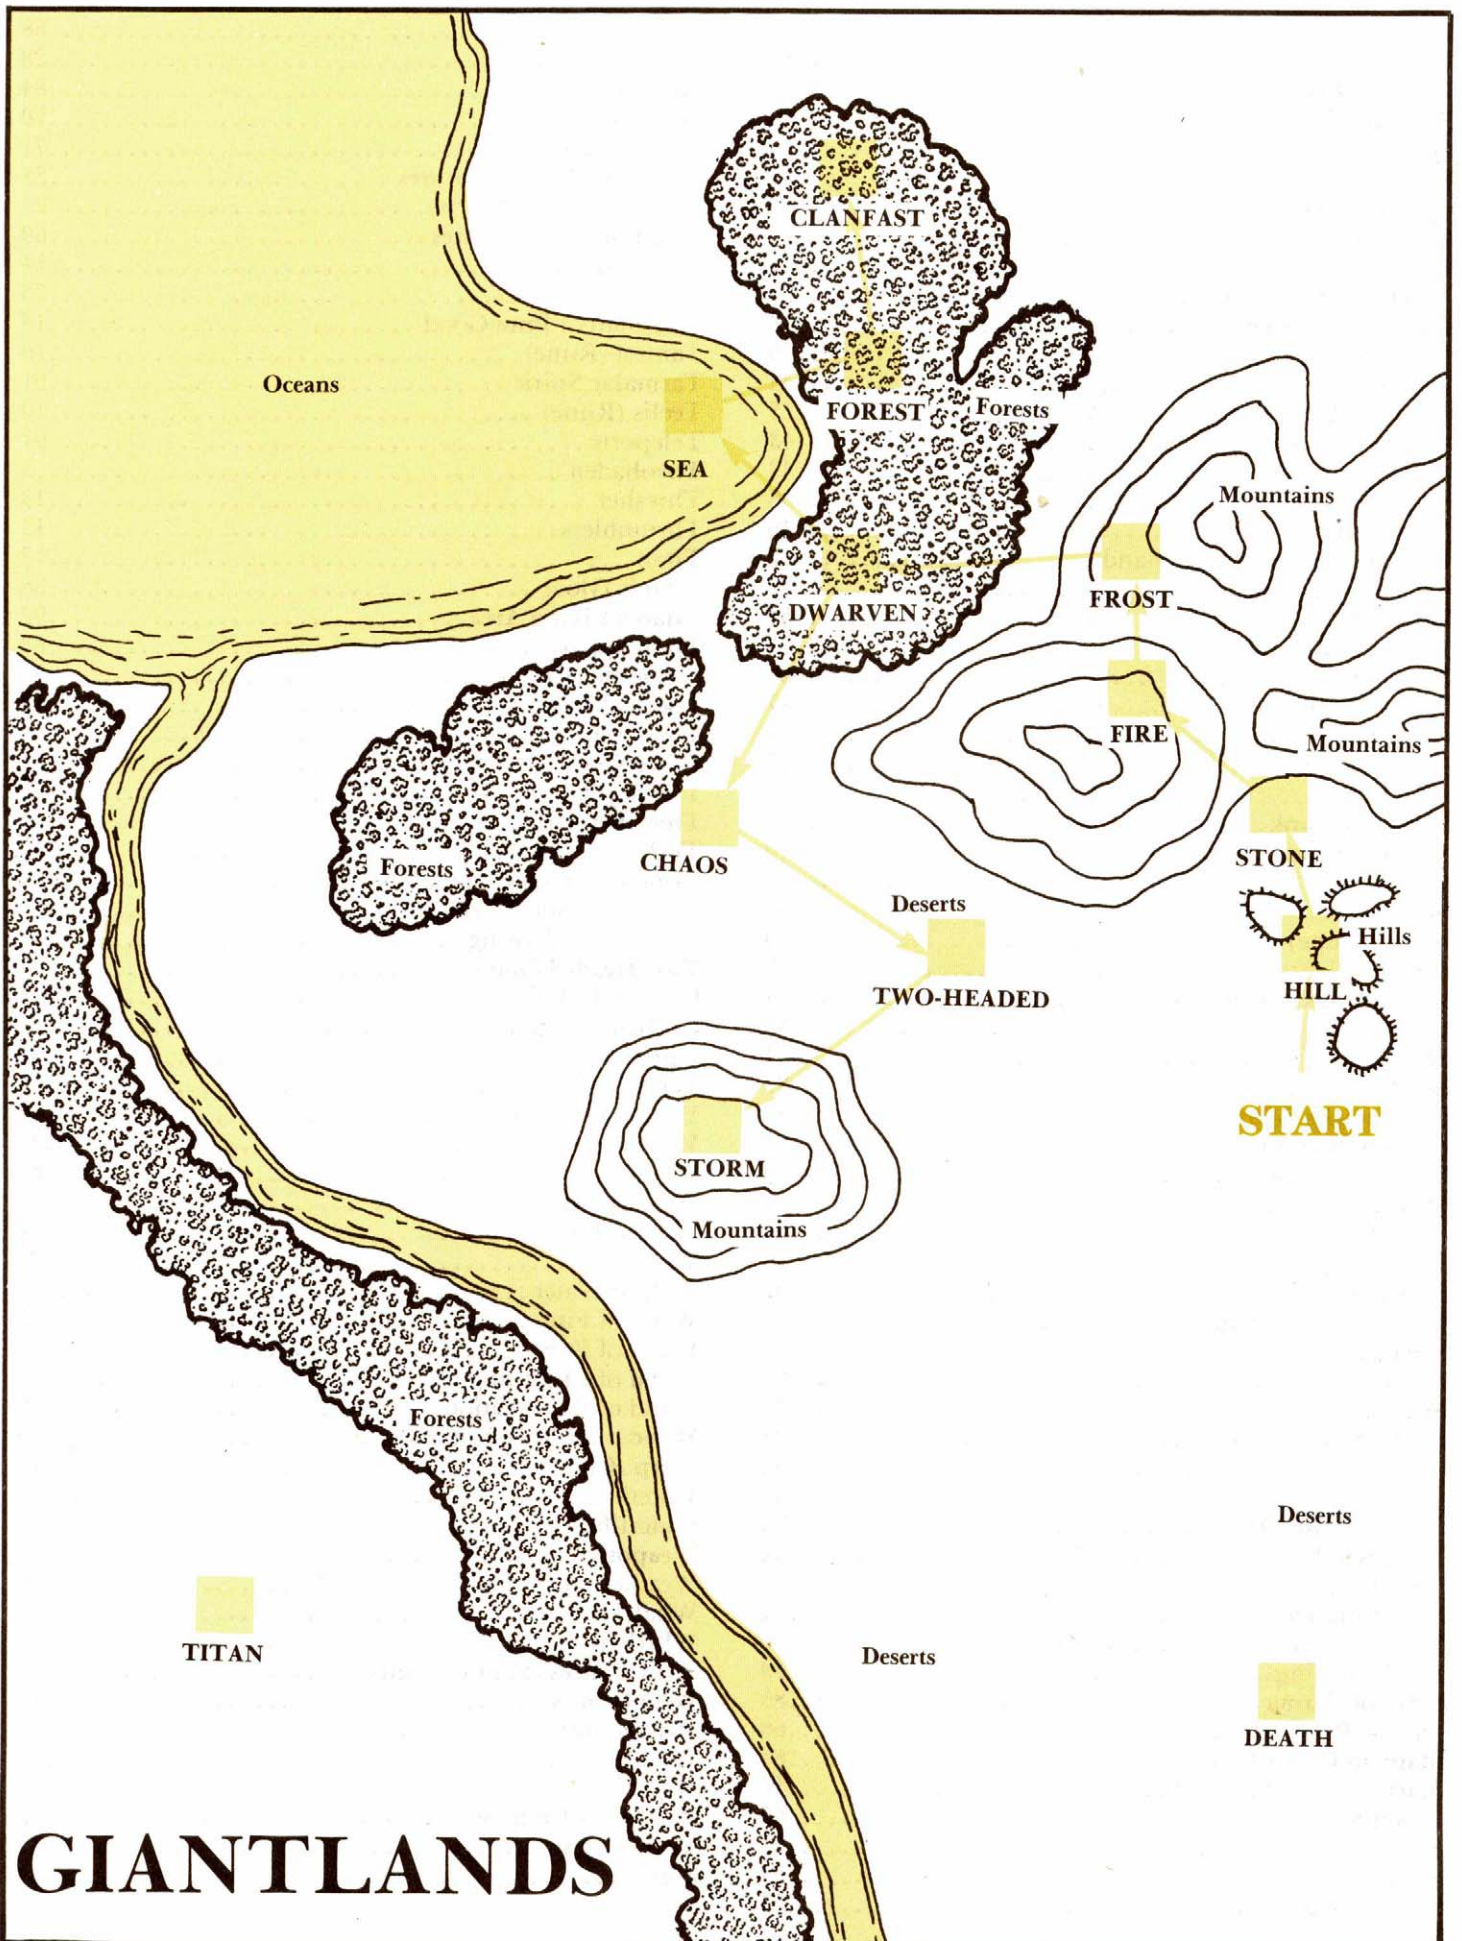 CLANFAST
Oceans
FOREST
Forests
SEA
Mountains
FROST
DWARVEN
FIRE
Mountains
STONE
CHAOS
Forests
Deserts
Hills
HILL
TWO-HEADED
START
STORM
Mountains
Forests
Deserts
TITAN
Deserts
DEATH
GIANTLANDS